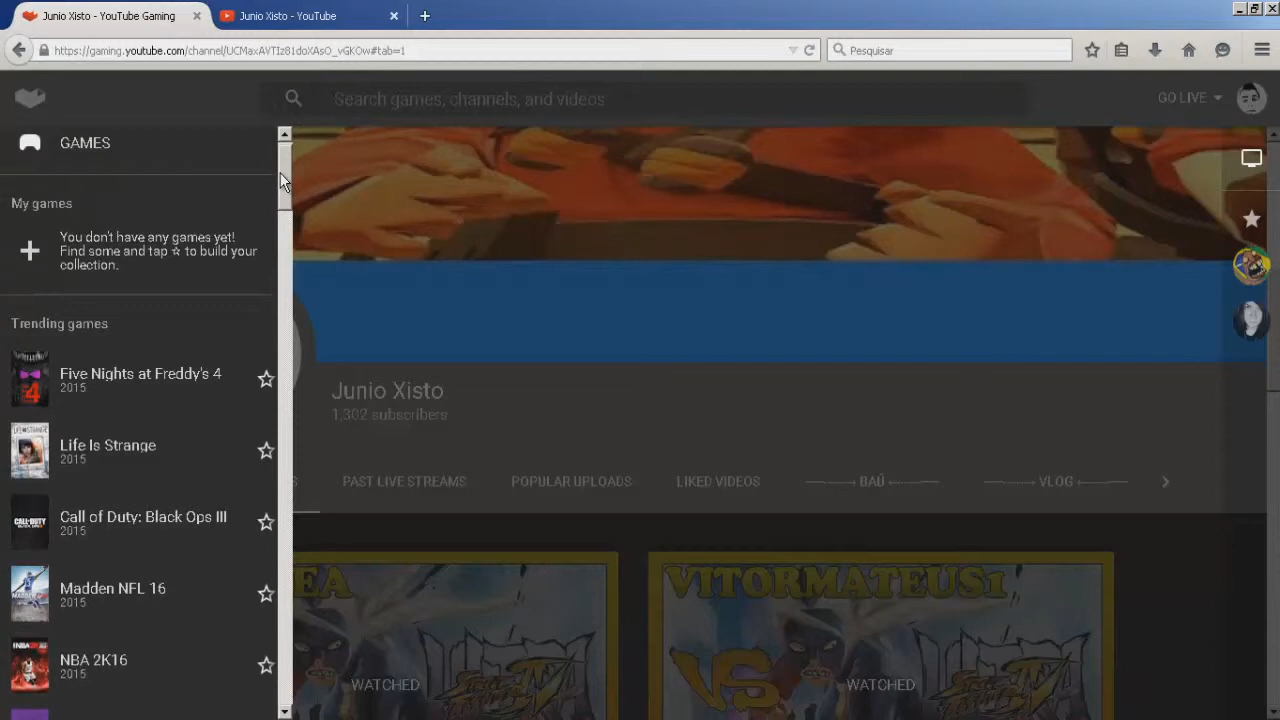 Junio Xisto - YouTube Gaming
Junio Xisto - YouTube
https://gaming.youtube.com/channel/UCMaxAVTIz81doXAsO_vGKOw#tab=1
Pesquisar
Search games, channels, and videos
GO LIVE
GAMES
My games
You don't have any games yet!
Find some and tap ☆ to build your
collection.
Trending games
Five Nights at Freddy's 4
2015
Life Is Strange
2015
Call of Duty: Black Ops III
2015
Madden NFL 16
2015
NBA 2K16
2015
Junio Xisto
1,302 subscribers
S
PAST LIVE STREAMS
POPULAR UPLOADS
LIKED VIDEOS
BAÚ
VLOG
EA
WATCHED
VITORMATEUS1
VS
WATCHED